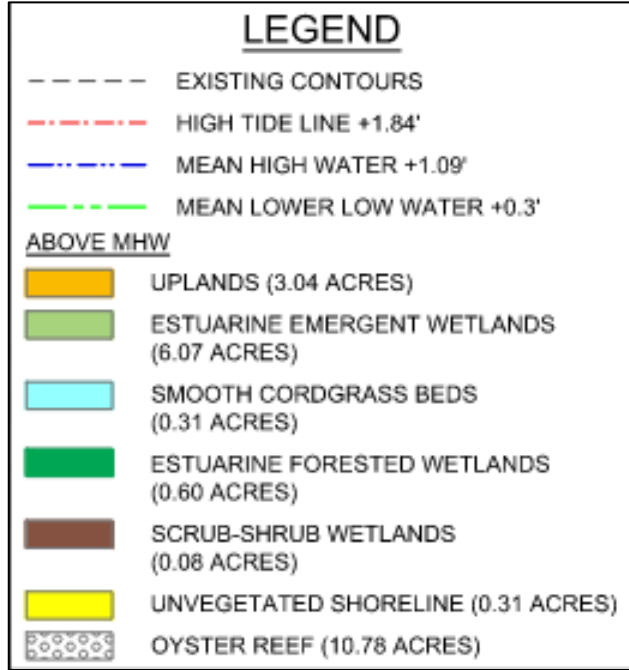 LEGEND
EXISTING CONTOURS
HIGH TIDE LINE +1.84'
MEAN HIGH WATER +1.09'
MEAN LOWER LOW WATER +0.3'
ABOVE MHW
UPLANDS (3.04 ACRES)
ESTUARINE EMERGENT WETLANDS
(6.07 ACRES)
SMOOTH CORDGRASS BEDS
(0.31 ACRES)
ESTUARINE FORESTED WETLANDS
(0.60 ACRES)
SCRUB-SHRUB WETLANDS
(0.08 ACRES)
UNVEGETATED SHORELINE (0.31 ACRES)
OYSTER REEF (10.78 ACRES)